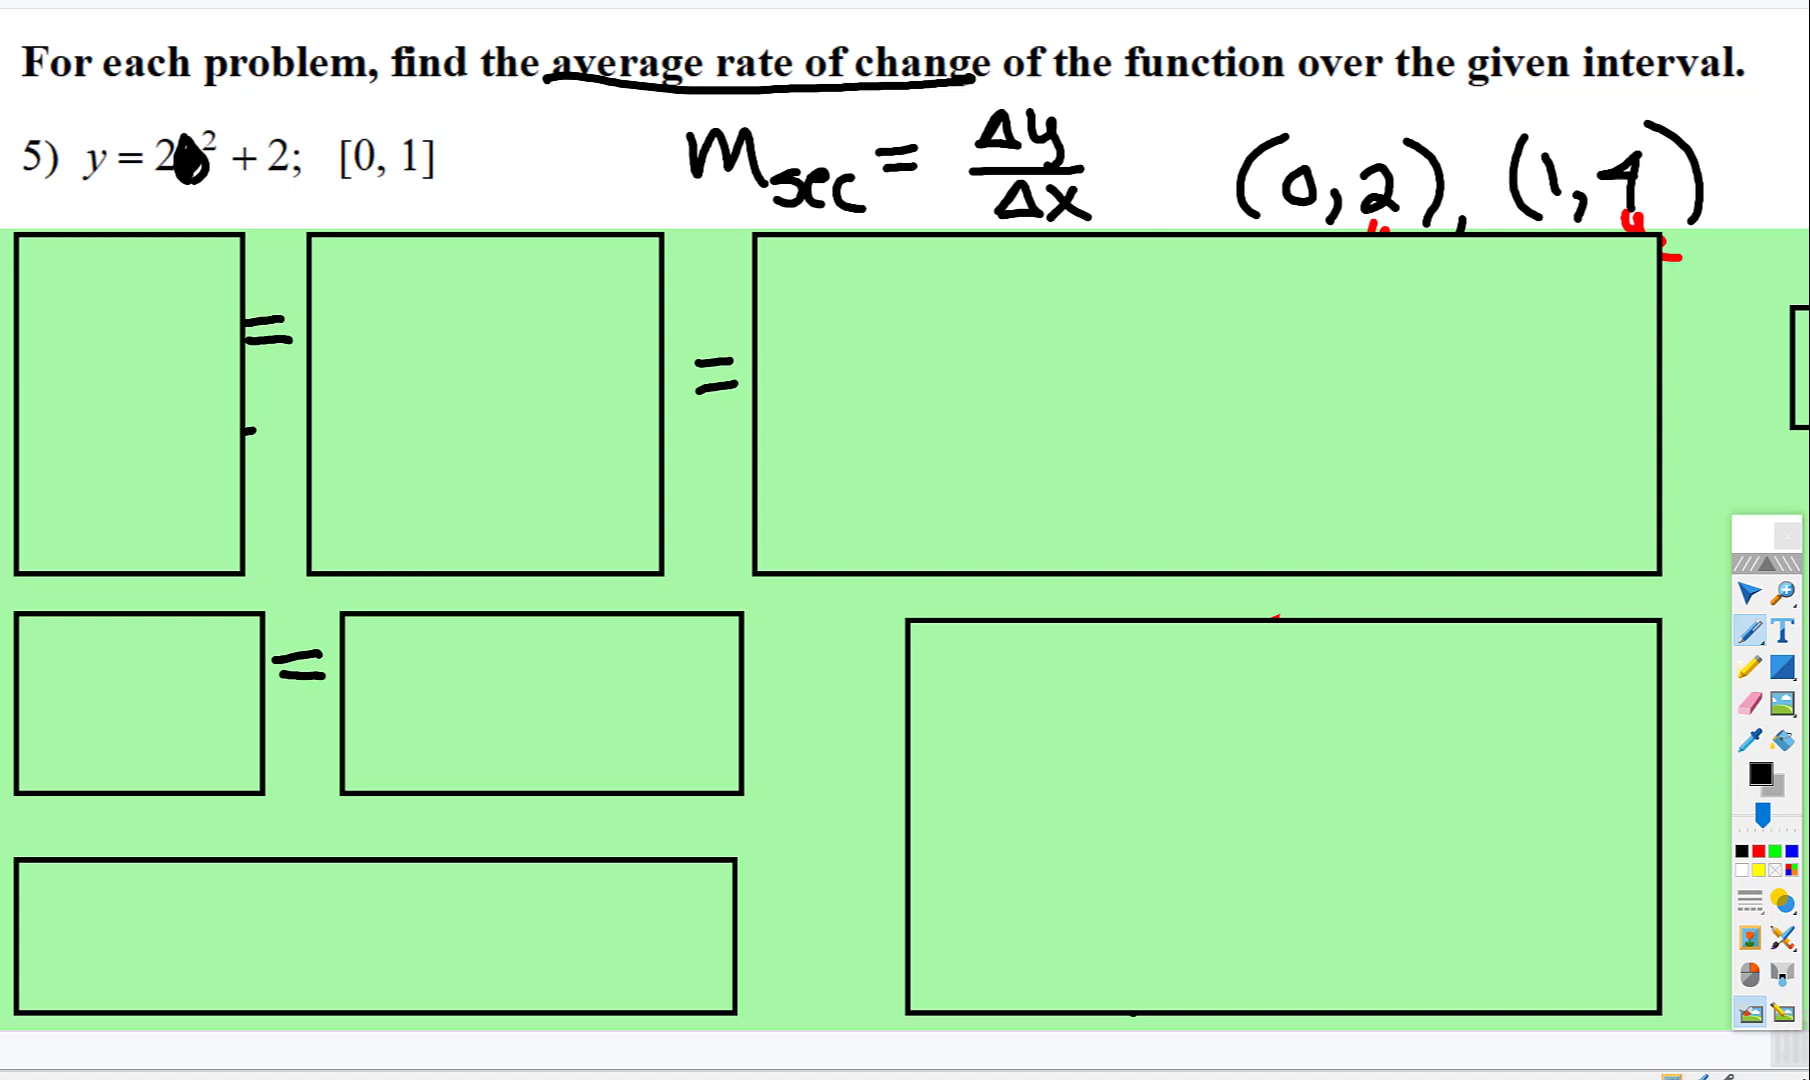 For each problem, find the average rate of change of the function over the given interval.
5) y = 2 ² + 2; [0, 1] m sec = Δy/Δx (0, 2), (1, 4)
=
=
=